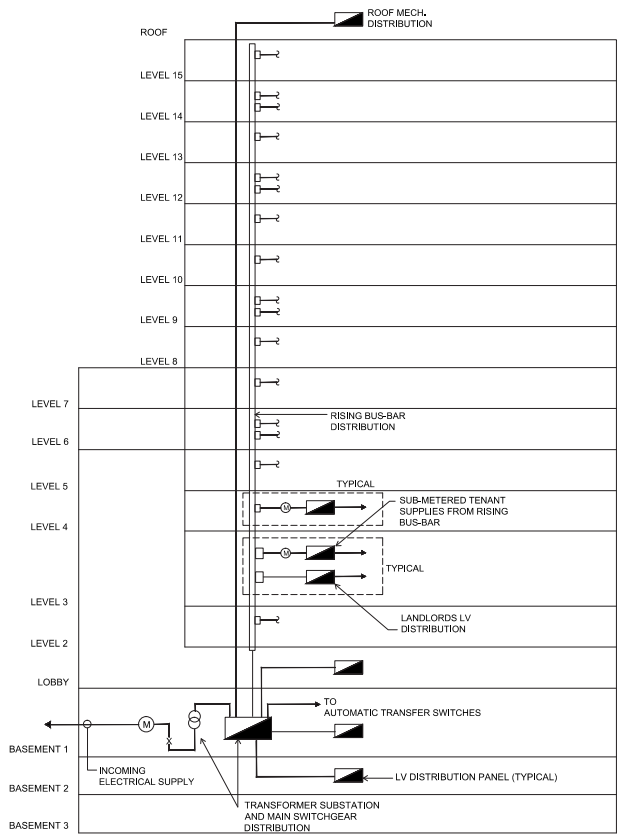 ROOF MECH.
DISTRIBUTION
ROOF
LEVEL 15
LEVEL 14
LEVEL 13
LEVEL 12
LEVEL 11
LEVEL 10
LEVEL 9
LEVEL 8
LEVEL 7
RISING BUS-BAR
DISTRIBUTION
LEVEL 6
LEVEL 5
TYPICAL
M
SUB-METERED TENANT
SUPPLIES FROM RISING
BUS-BAR
LEVEL 4
M
TYPICAL
LEVEL 3
LANDLORDS LV
DISTRIBUTION
LEVEL 2
LOBBY
TO
AUTOMATIC TRANSFER SWITCHES
M
BASEMENT 1
INCOMING
ELECTRICAL SUPPLY
LV DISTRIBUTION PANEL (TYPICAL)
BASEMENT 2
TRANSFORMER SUBSTATION
AND MAIN SWITCHGEAR
DISTRIBUTION
BASEMENT 3